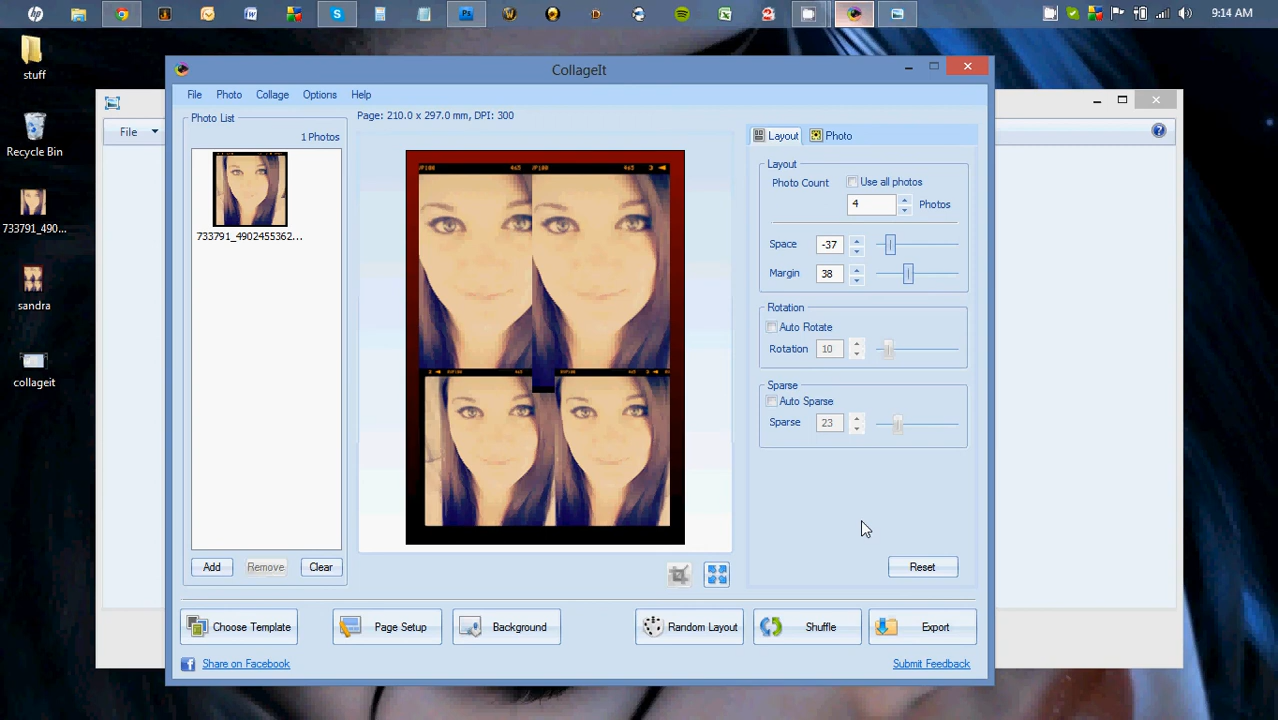 9:14 AM
stuff
Recycle Bin
733791_490...
sandra
collageit
File
CollageIt
File Photo Collage Options Help
Photo List
1 Photos
733791_4902455362...
Add Remove Clear
Page: 210.0 x 297.0 mm, DPI: 300
Layout Photo
Layout
Photo Count Use all photos
4 Photos
Space -37
Margin 38
Rotation
Auto Rotate
Rotation 10
Sparse
Auto Sparse
Sparse 23
Reset
Choose Template Page Setup Background Random Layout Shuffle Export
Share on Facebook Submit Feedback